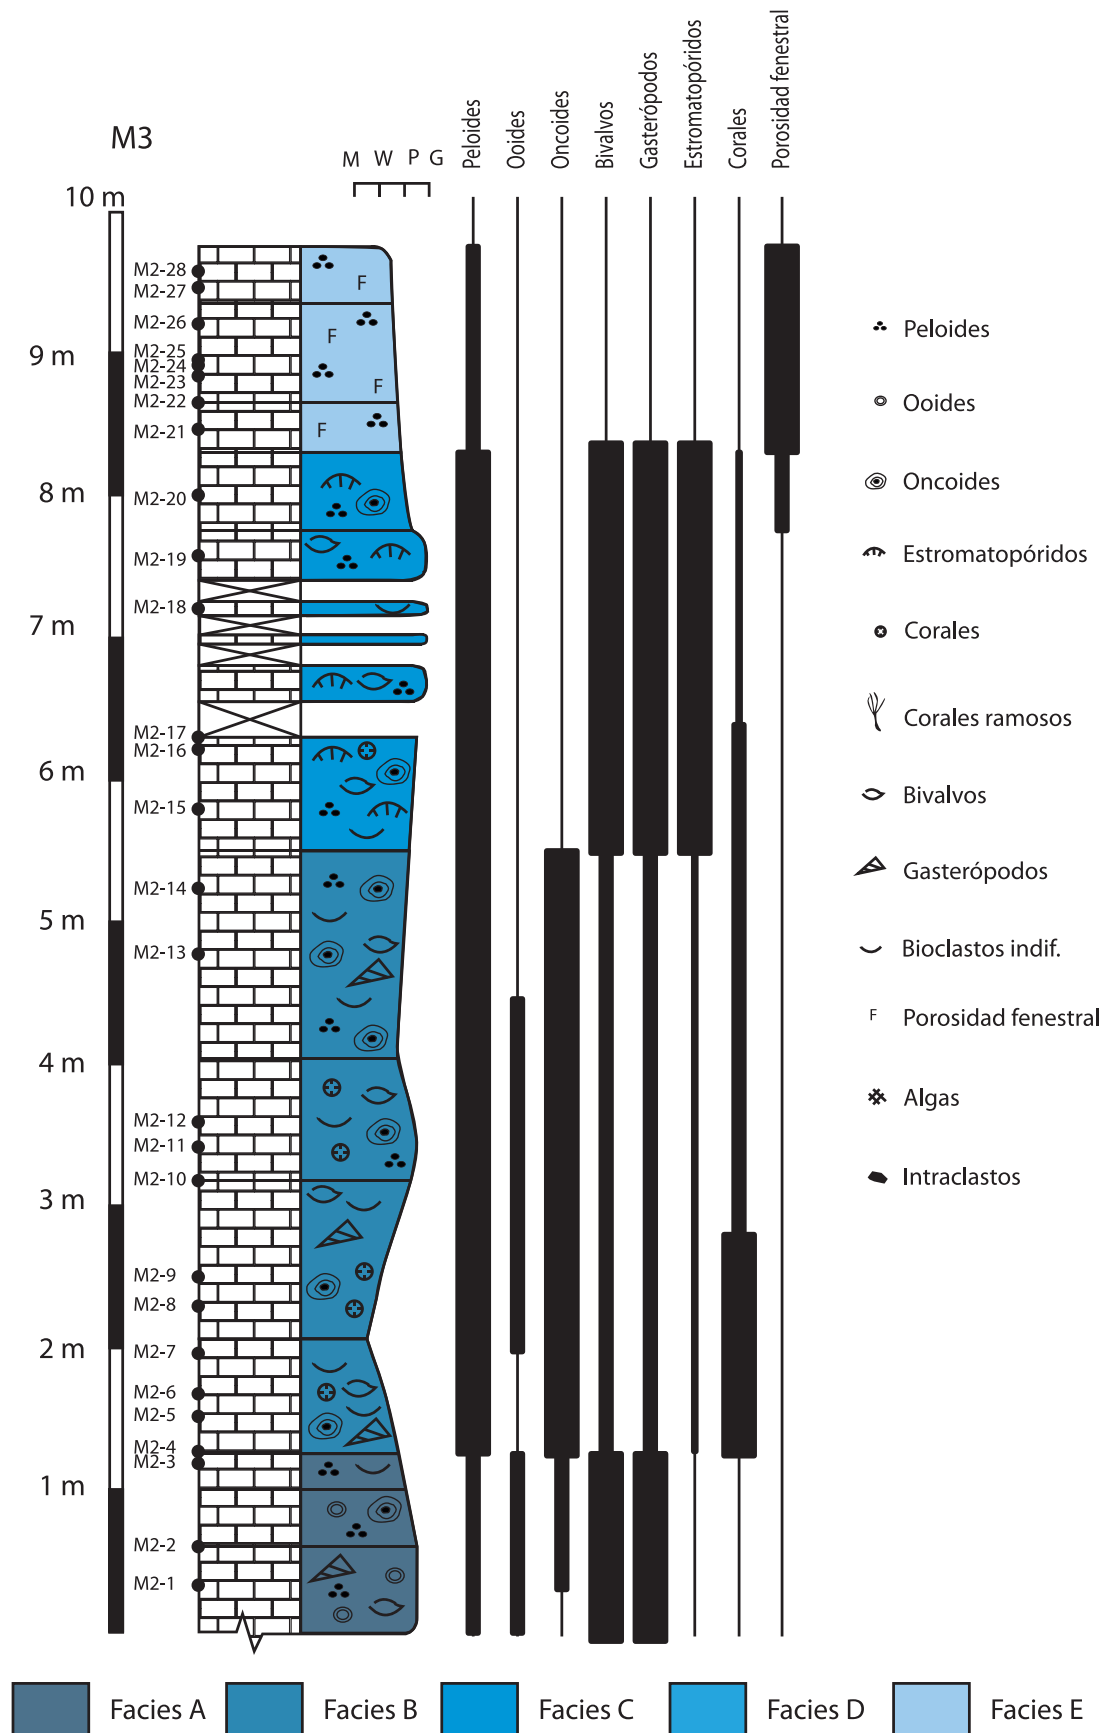 M3
M W P G
Peloides
Ooides
Oncoides
Bivalvos
Gasterópodos
Estromatopóridos
Corales
Porosidad fenestral
10 m
9 m
8 m
7 m
6 m
5 m
4 m
3 m
2 m
1 m
M2-28
M2-27
M2-26
M2-25
M2-24
M2-23
M2-22
M2-21
M2-20
M2-19
M2-18
M2-17
M2-16
M2-15
M2-14
M2-13
M2-12
M2-11
M2-10
M2-9
M2-8
M2-7
M2-6
M2-5
M2-4
M2-3
M2-2
M2-1
F
F
F
F
Peloides
Ooides
Oncoides
Estromatopóridos
Corales
Corales ramosos
Bivalvos
Gasterópodos
Bioclastos indif.
F Porosidad fenestral
Algas
Intraclastos
Facies A Facies B Facies C Facies D Facies E